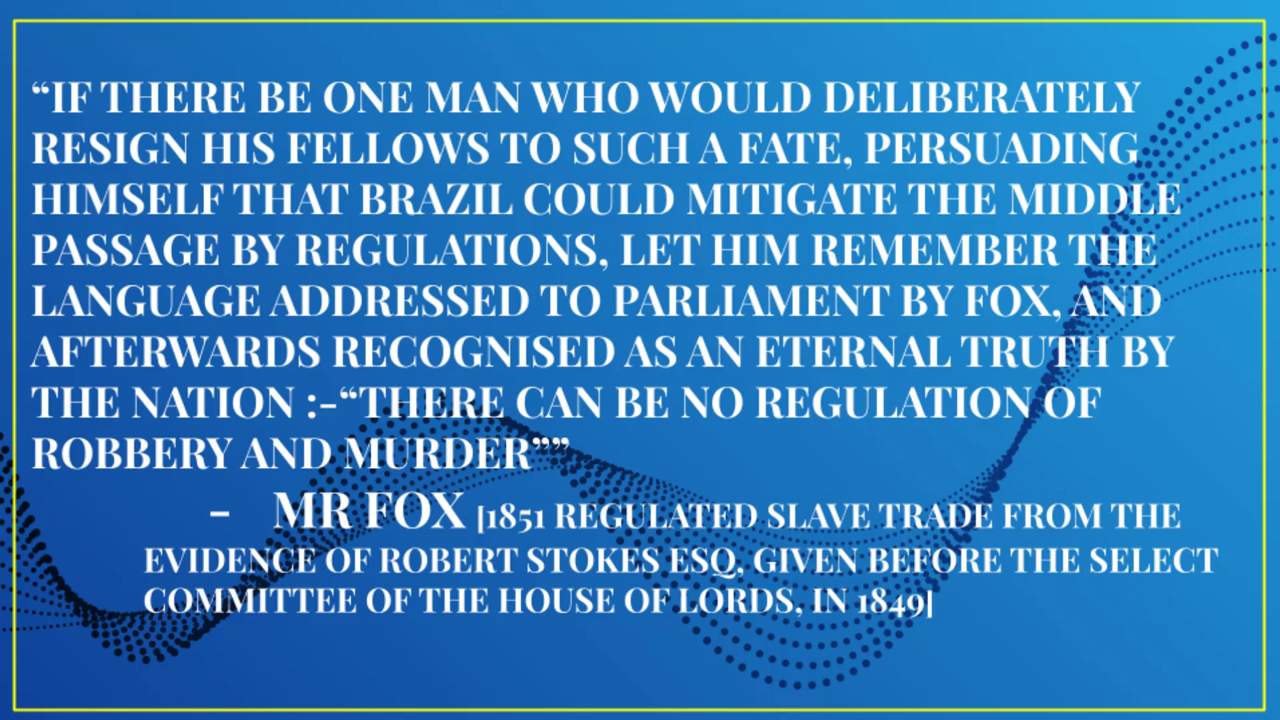 “IF THERE BE ONE MAN WHO WOULD DELIBERATELY
RESIGN HIS FELLOWS TO SUCH A FATE, PERSUADING
HIMSELF THAT BRAZIL COULD MITIGATE THE MIDDLE
PASSAGE BY REGULATIONS, LET HIM REMEMBER THE
LANGUAGE ADDRESSED TO PARLIAMENT BY FOX, AND
AFTERWARDS RECOGNISED AS AN ETERNAL TRUTH BY
THE NATION :-“THERE CAN BE NO REGULATION OF
ROBBERY AND MURDER””
- MR FOX [1851 REGULATED SLAVE TRADE FROM THE
EVIDENCE OF ROBERT STOKES ESQ, GIVEN BEFORE THE SELECT
COMMITTEE OF THE HOUSE OF LORDS, IN 1849]